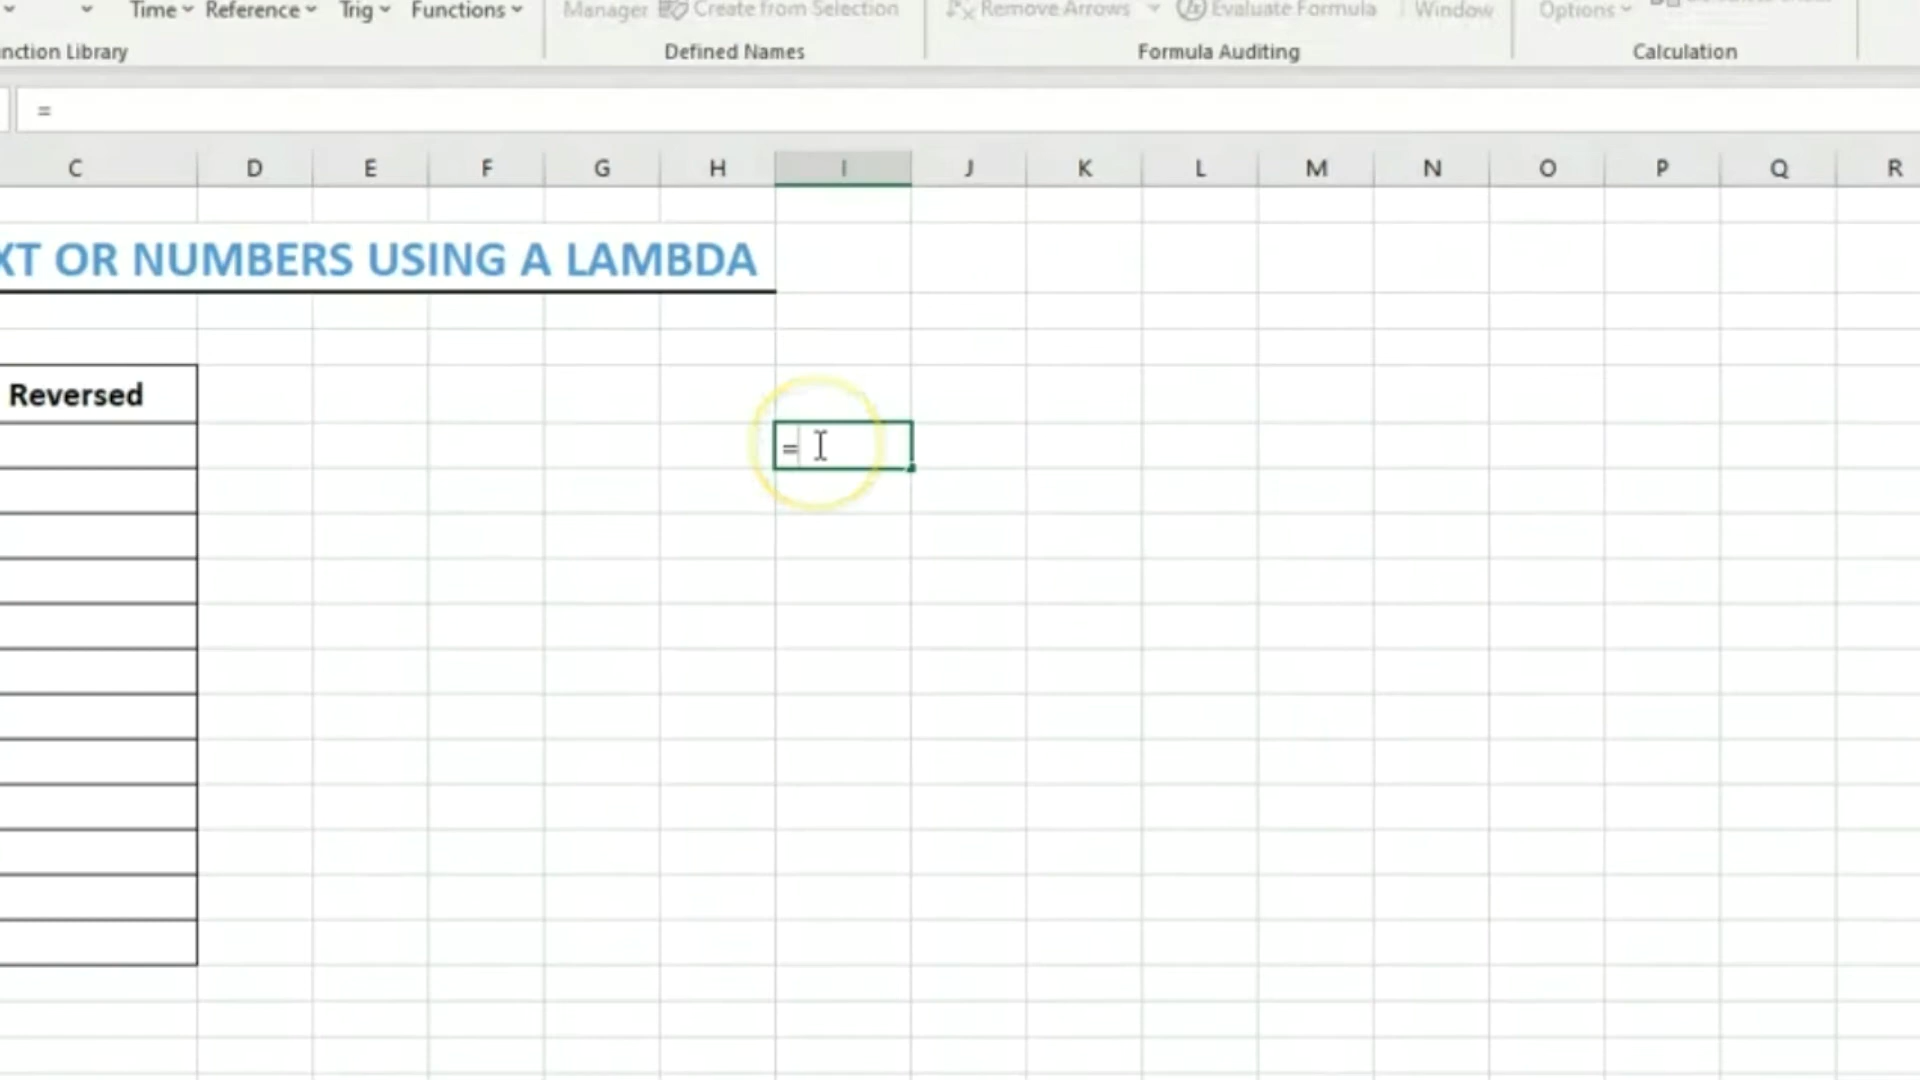 Time Reference Trig Functions Manager Create from Selection Remove Arrows Evaluate Formula Window Options
nction Library Defined Names Formula Auditing Calculation
=
C D E F G H I J K L M N O P Q R
XT OR NUMBERS USING A LAMBDA
Reversed
=